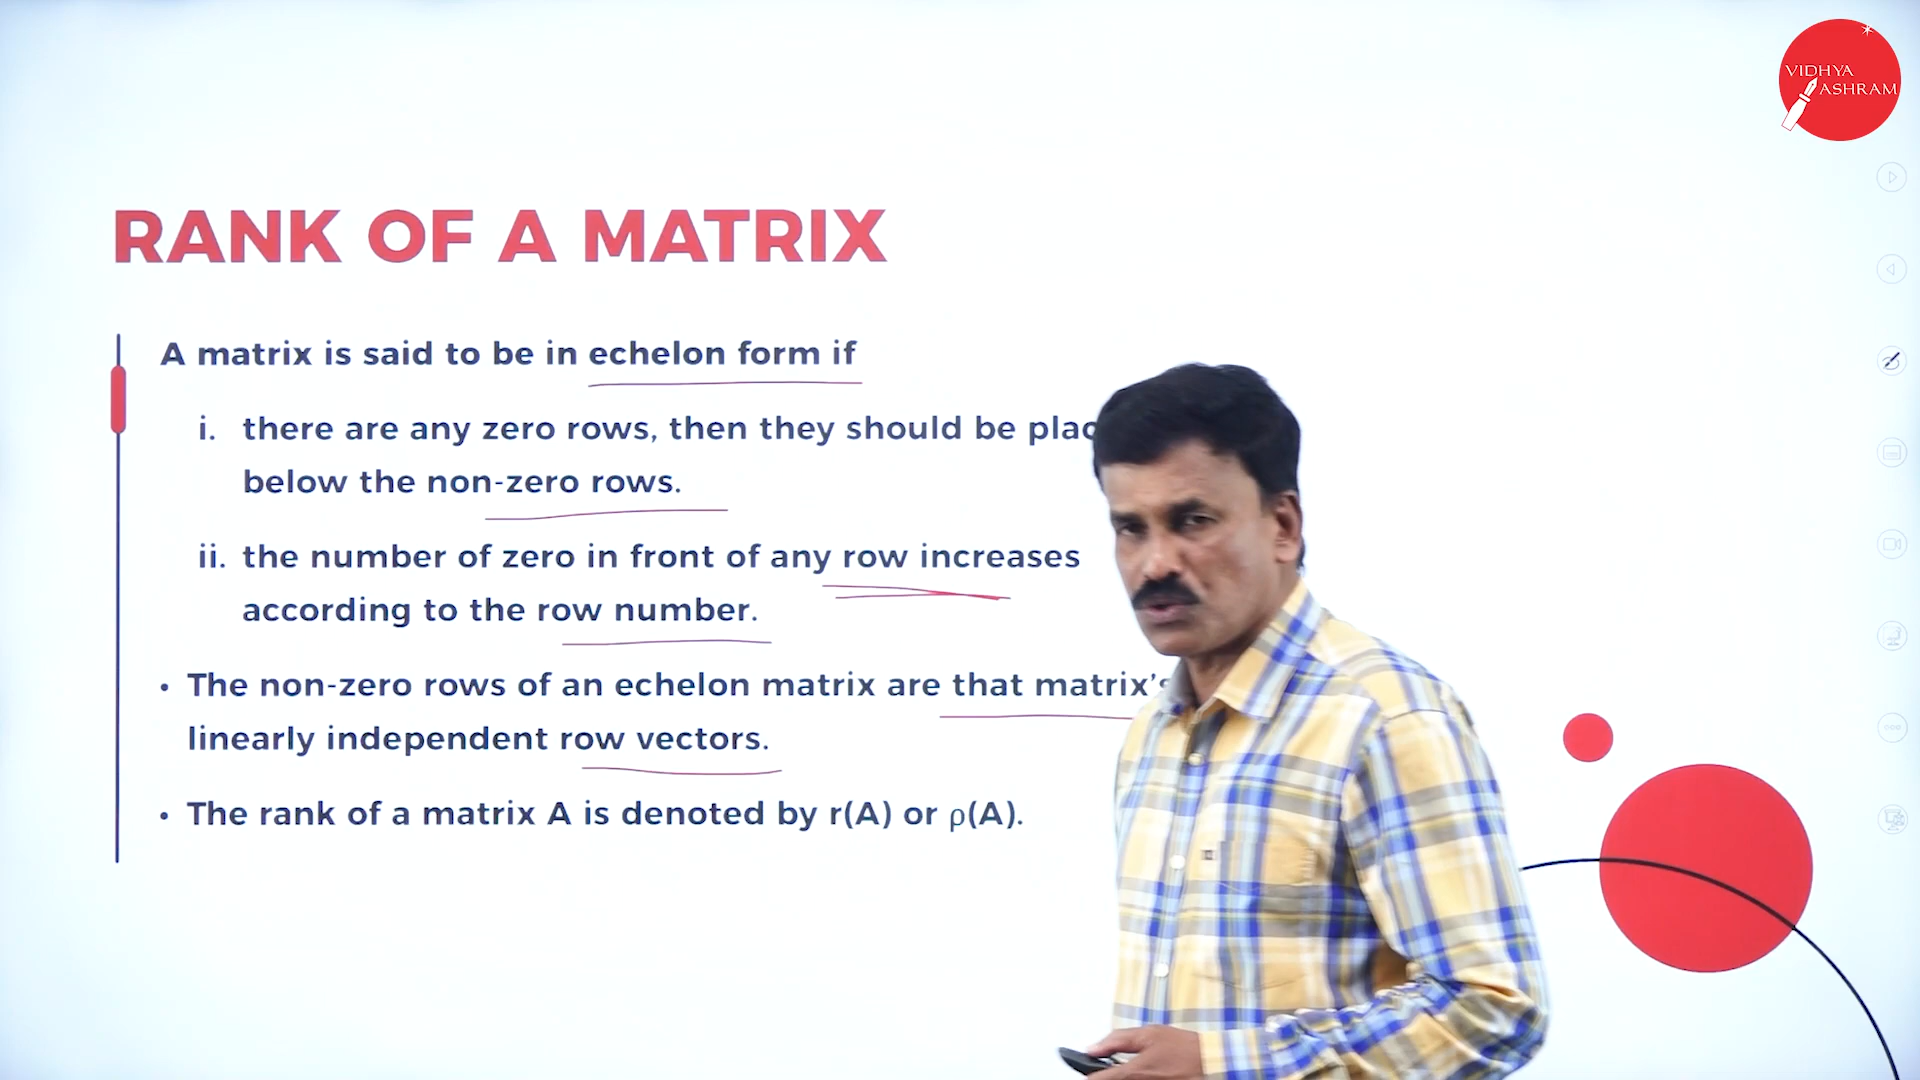 VIDHYA
ASHRAM
RANK OF A MATRIX
A matrix is said to be in echelon form if
i. there are any zero rows, then they should be
below the non-zero rows.
ii. the number of zero in front of any row increases
according to the row number.
• The non-zero rows of an echelon matrix are that matrix's
linearly independent row vectors.
• The rank of a matrix A is denoted by r(A) or ρ(A).